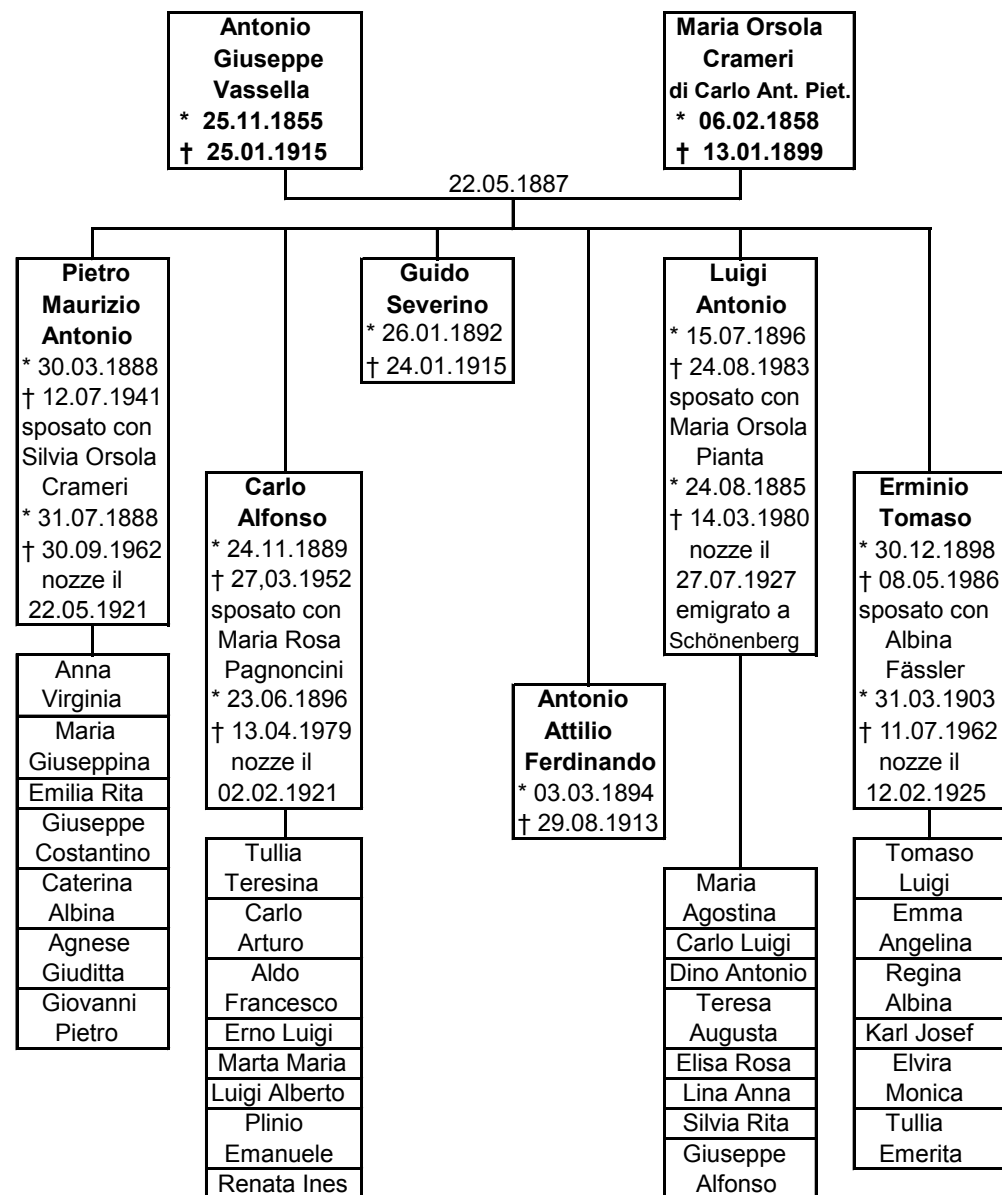 Antonio
Giuseppe
Vassella
* 25.11.1855
† 25.01.1915
Maria Orsola
Crameri
di Carlo Ant. Piet.
* 06.02.1858
† 13.01.1899
22.05.1887
Pietro
Maurizio
Antonio
* 30.03.1888
† 12.07.1941
sposato con
Silvia Orsola
Crameri
* 31.07.1888
† 30.09.1962
nozze il
22.05.1921
Anna
Virginia
Maria
Giuseppina
Emilia Rita
Giuseppe
Costantino
Caterina
Albina
Agnese
Giuditta
Giovanni
Pietro
Carlo
Alfonso
* 24.11.1889
† 27,03.1952
sposato con
Maria Rosa
Pagnoncini
* 23.06.1896
† 13.04.1979
nozze il
02.02.1921
Tullia
Teresina
Carlo
Arturo
Aldo
Francesco
Erno Luigi
Marta Maria
Luigi Alberto
Plinio
Emanuele
Renata Ines
Guido
Severino
* 26.01.1892
† 24.01.1915
Antonio
Attilio
Ferdinando
* 03.03.1894
† 29.08.1913
Luigi
Antonio
* 15.07.1896
† 24.08.1983
sposato con
Maria Orsola
Pianta
* 24.08.1885
† 14.03.1980
nozze il
27.07.1927
emigrato a
Schönenberg
Maria
Agostina
Carlo Luigi
Dino Antonio
Teresa
Augusta
Elisa Rosa
Lina Anna
Silvia Rita
Giuseppe
Alfonso
Erminio
Tomaso
* 30.12.1898
† 08.05.1986
sposato con
Albina
Fässler
* 31.03.1903
† 11.07.1962
nozze il
12.02.1925
Tomaso
Luigi
Emma
Angelina
Regina
Albina
Karl Josef
Elvira
Monica
Tullia
Emerita